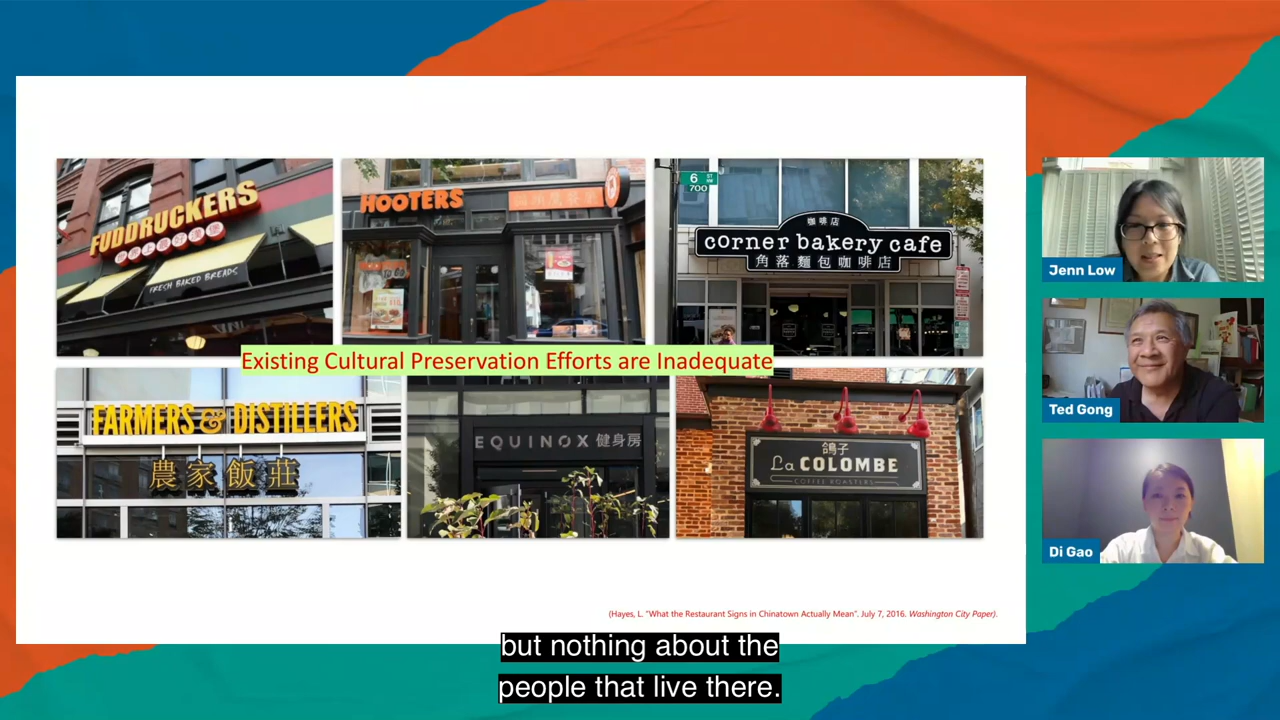 FUDDRUCKERS
FRESH BAKED BREADS
HOOTERS
6 ST NW
700
咖啡店
corner bakery cafe
角落麵包咖啡店
Existing Cultural Preservation Efforts are Inadequate
FARMERS & DISTILLERS
農家飯莊
EQUINOX 健身房
鴿子
La COLOMBE
COFFEE ROASTERS
(Hayes, L. "What the Restaurant Signs in Chinatown Actually Mean". July 7, 2016. Washington City Paper).
Jenn Low
Ted Gong
Di Gao
but nothing about the
people that live there.